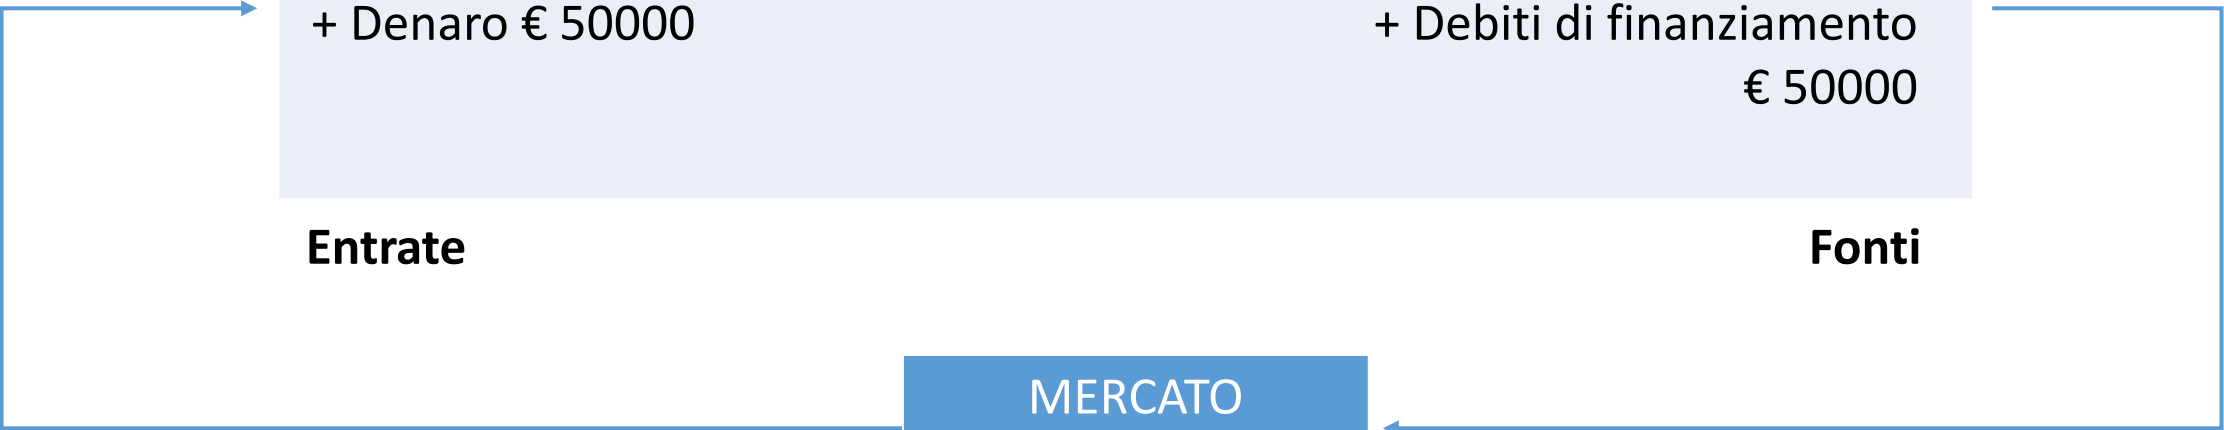 + Denaro € 50000
+ Debiti di finanziamento
€ 50000
Entrate
Fonti
MERCATO